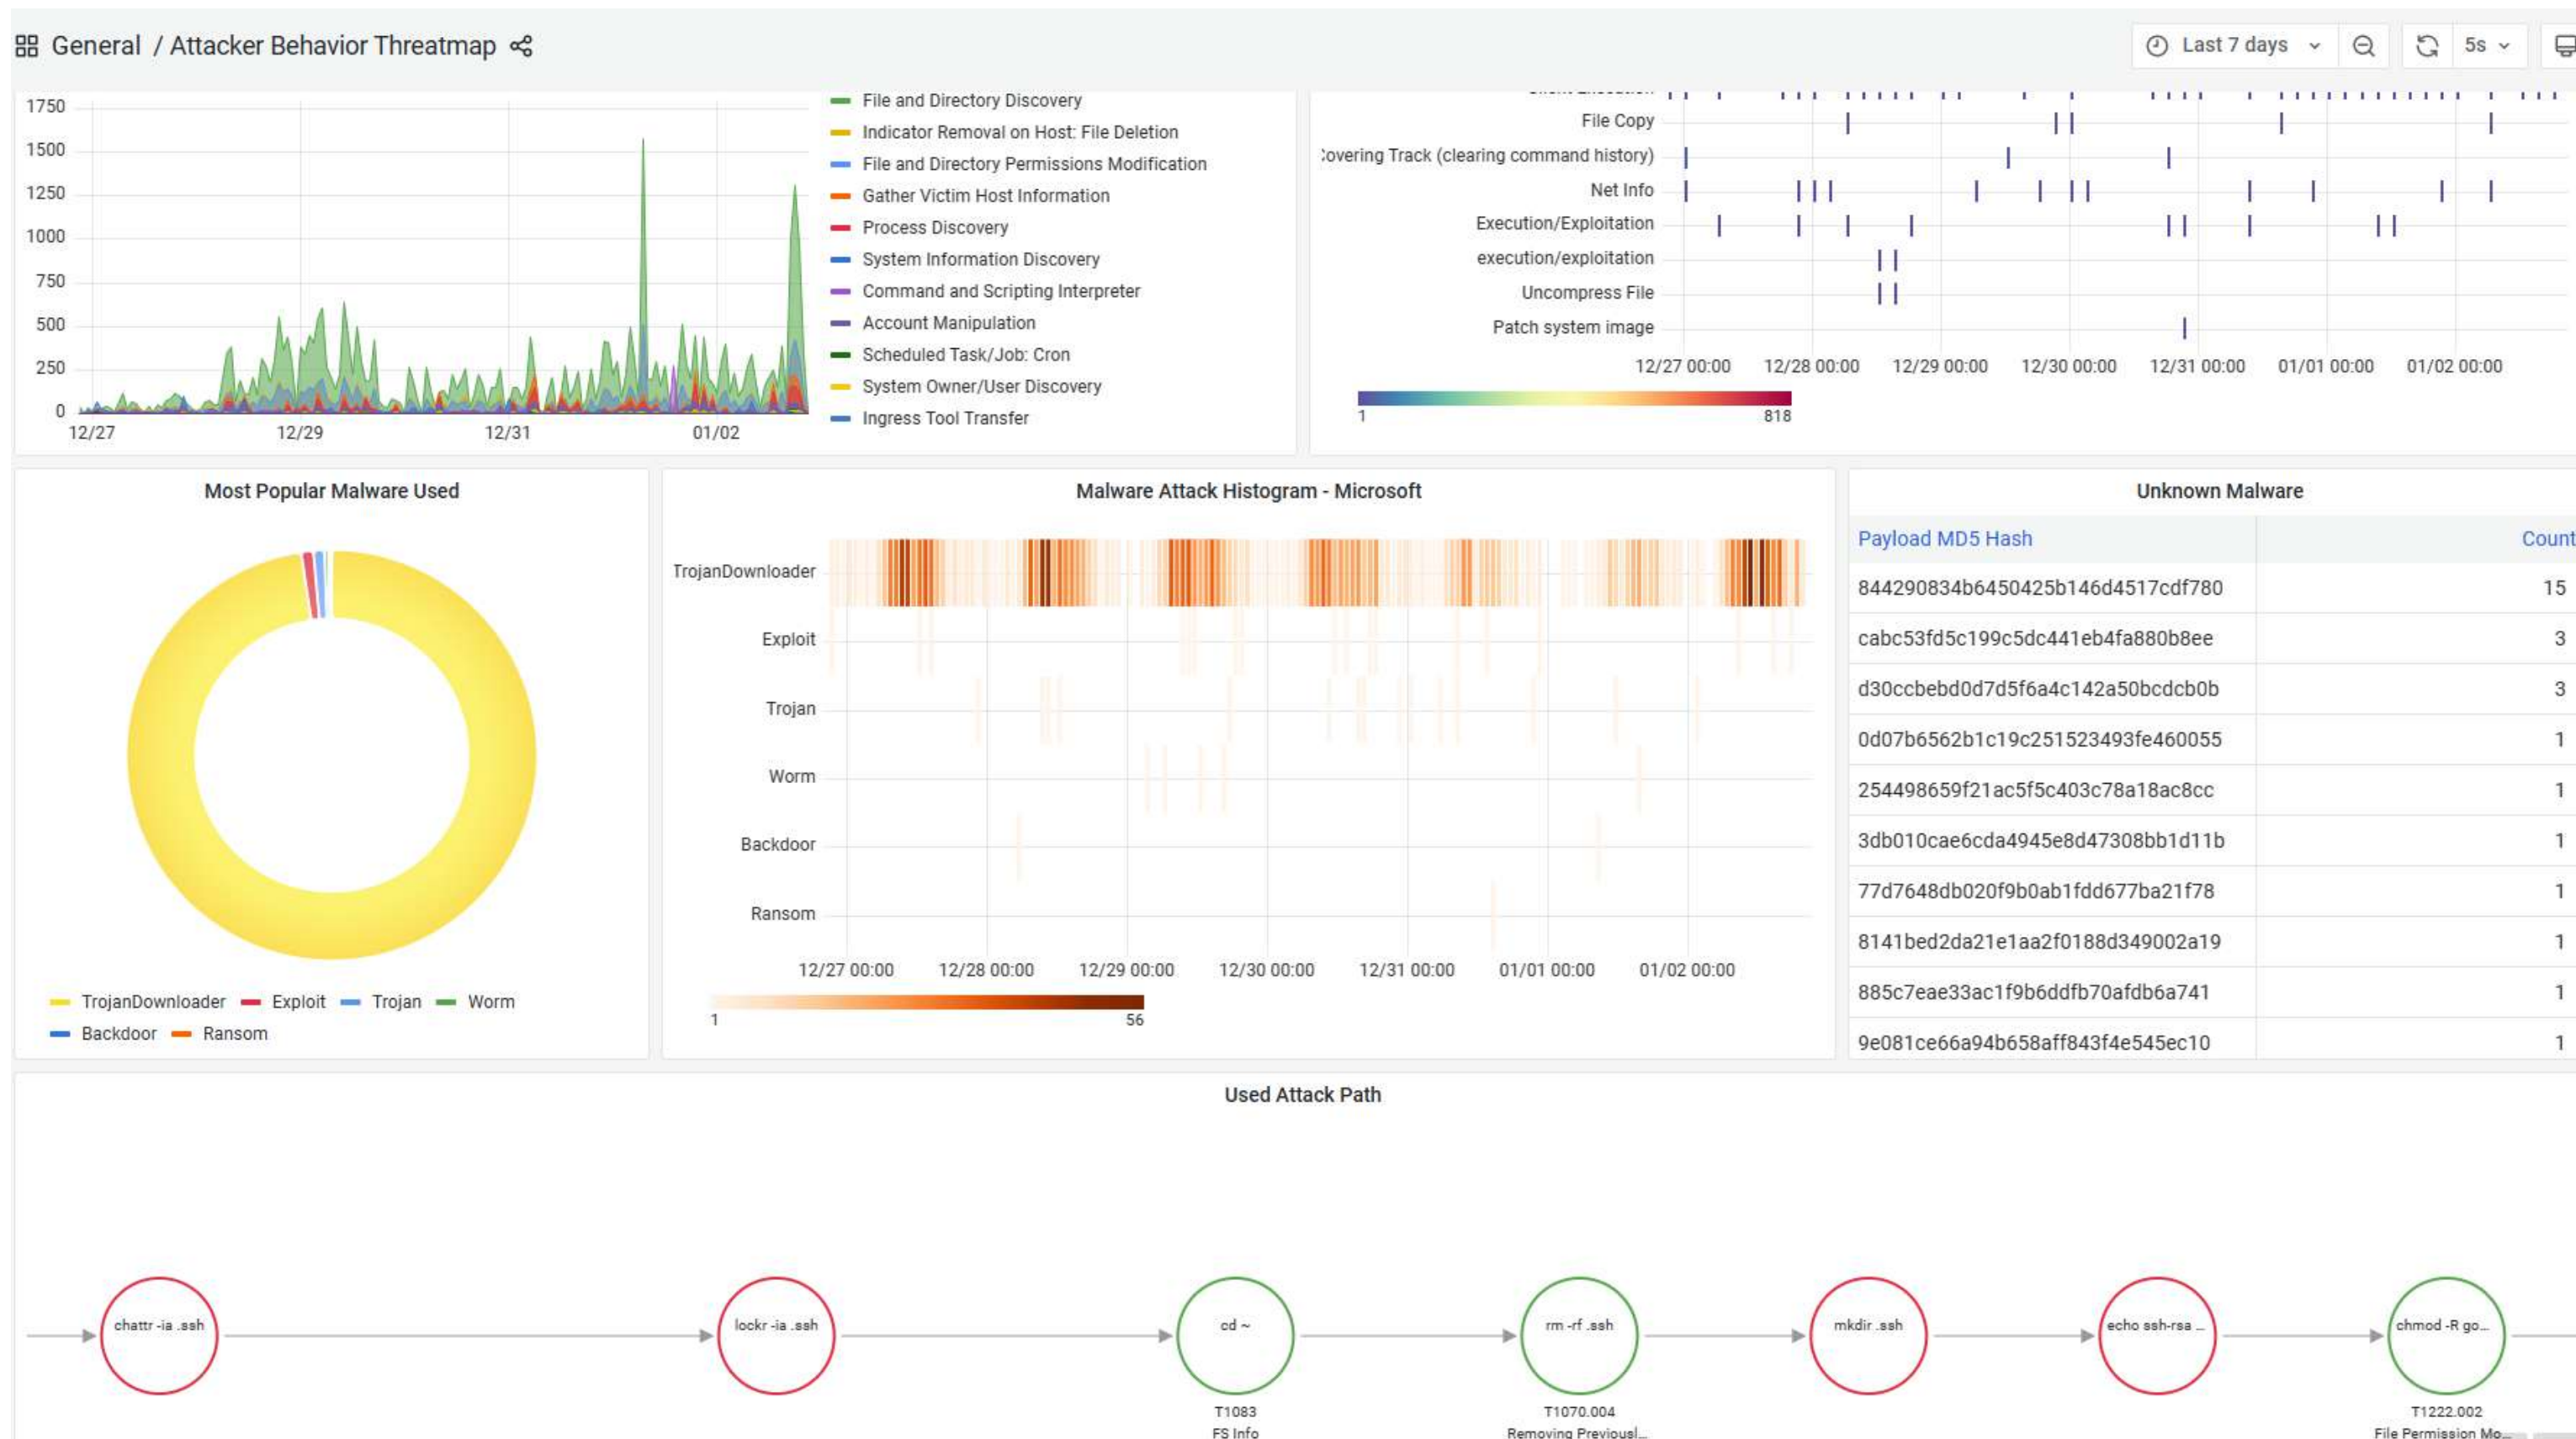 General / Attacker Behavior Threatmap
Last 7 days
5s
1750
1500
1250
1000
750
500
250
0
12/27
12/29
12/31
01/02
File and Directory Discovery
Indicator Removal on Host: File Deletion
File and Directory Permissions Modification
Gather Victim Host Information
Process Discovery
System Information Discovery
Command and Scripting Interpreter
Account Manipulation
Scheduled Task/Job: Cron
System Owner/User Discovery
Ingress Tool Transfer
File Copy
Track (clearing command history)
Net Info
Execution/Exploitation
execution/exploitation
Uncompress File
Patch system image
12/27 00:00
12/28 00:00
12/29 00:00
12/30 00:00
12/31 00:00
01/01 00:00
01/02 00:00
1
818
Most Popular Malware Used
TrojanDownloader
Exploit
Trojan
Worm
Backdoor
Ransom
Malware Attack Histogram - Microsoft
TrojanDownloader
Exploit
Trojan
Worm
Backdoor
Ransom
12/27 00:00
12/28 00:00
12/29 00:00
12/30 00:00
12/31 00:00
01/01 00:00
01/02 00:00
1
56
Unknown Malware
Payload MD5 Hash Count
844290834b6450425b146d4517cdf780 15
cabc53fd5c199c5dc441eb4fa880b8ee 3
d30ccbebd0d7d5f6a4c142a50bcdcb0b 3
0d07b6562b1c19c251523493fe460055 1
254498659f21ac5f5c403c78a18ac8cc 1
3db010cae6cda4945e8d47308bb1d11b 1
77d7648db020f9b0ab1fdd677ba21f78 1
8141bed2da21e1aa2f0188d349002a19 1
885c7eae33ac1f9b6ddfb70afdb6a741 1
9e081ce66a94b658aff843f4e545ec10 1
Used Attack Path
chattr -ia .ssh
lockr -ia .ssh
cd ~
T1083
FS Info
rm -rf .ssh
T1070.004
Removing Previousl...
mkdir .ssh
echo ssh-rsa ...
chmod -R go...
T1222.002
File Permission Mo...